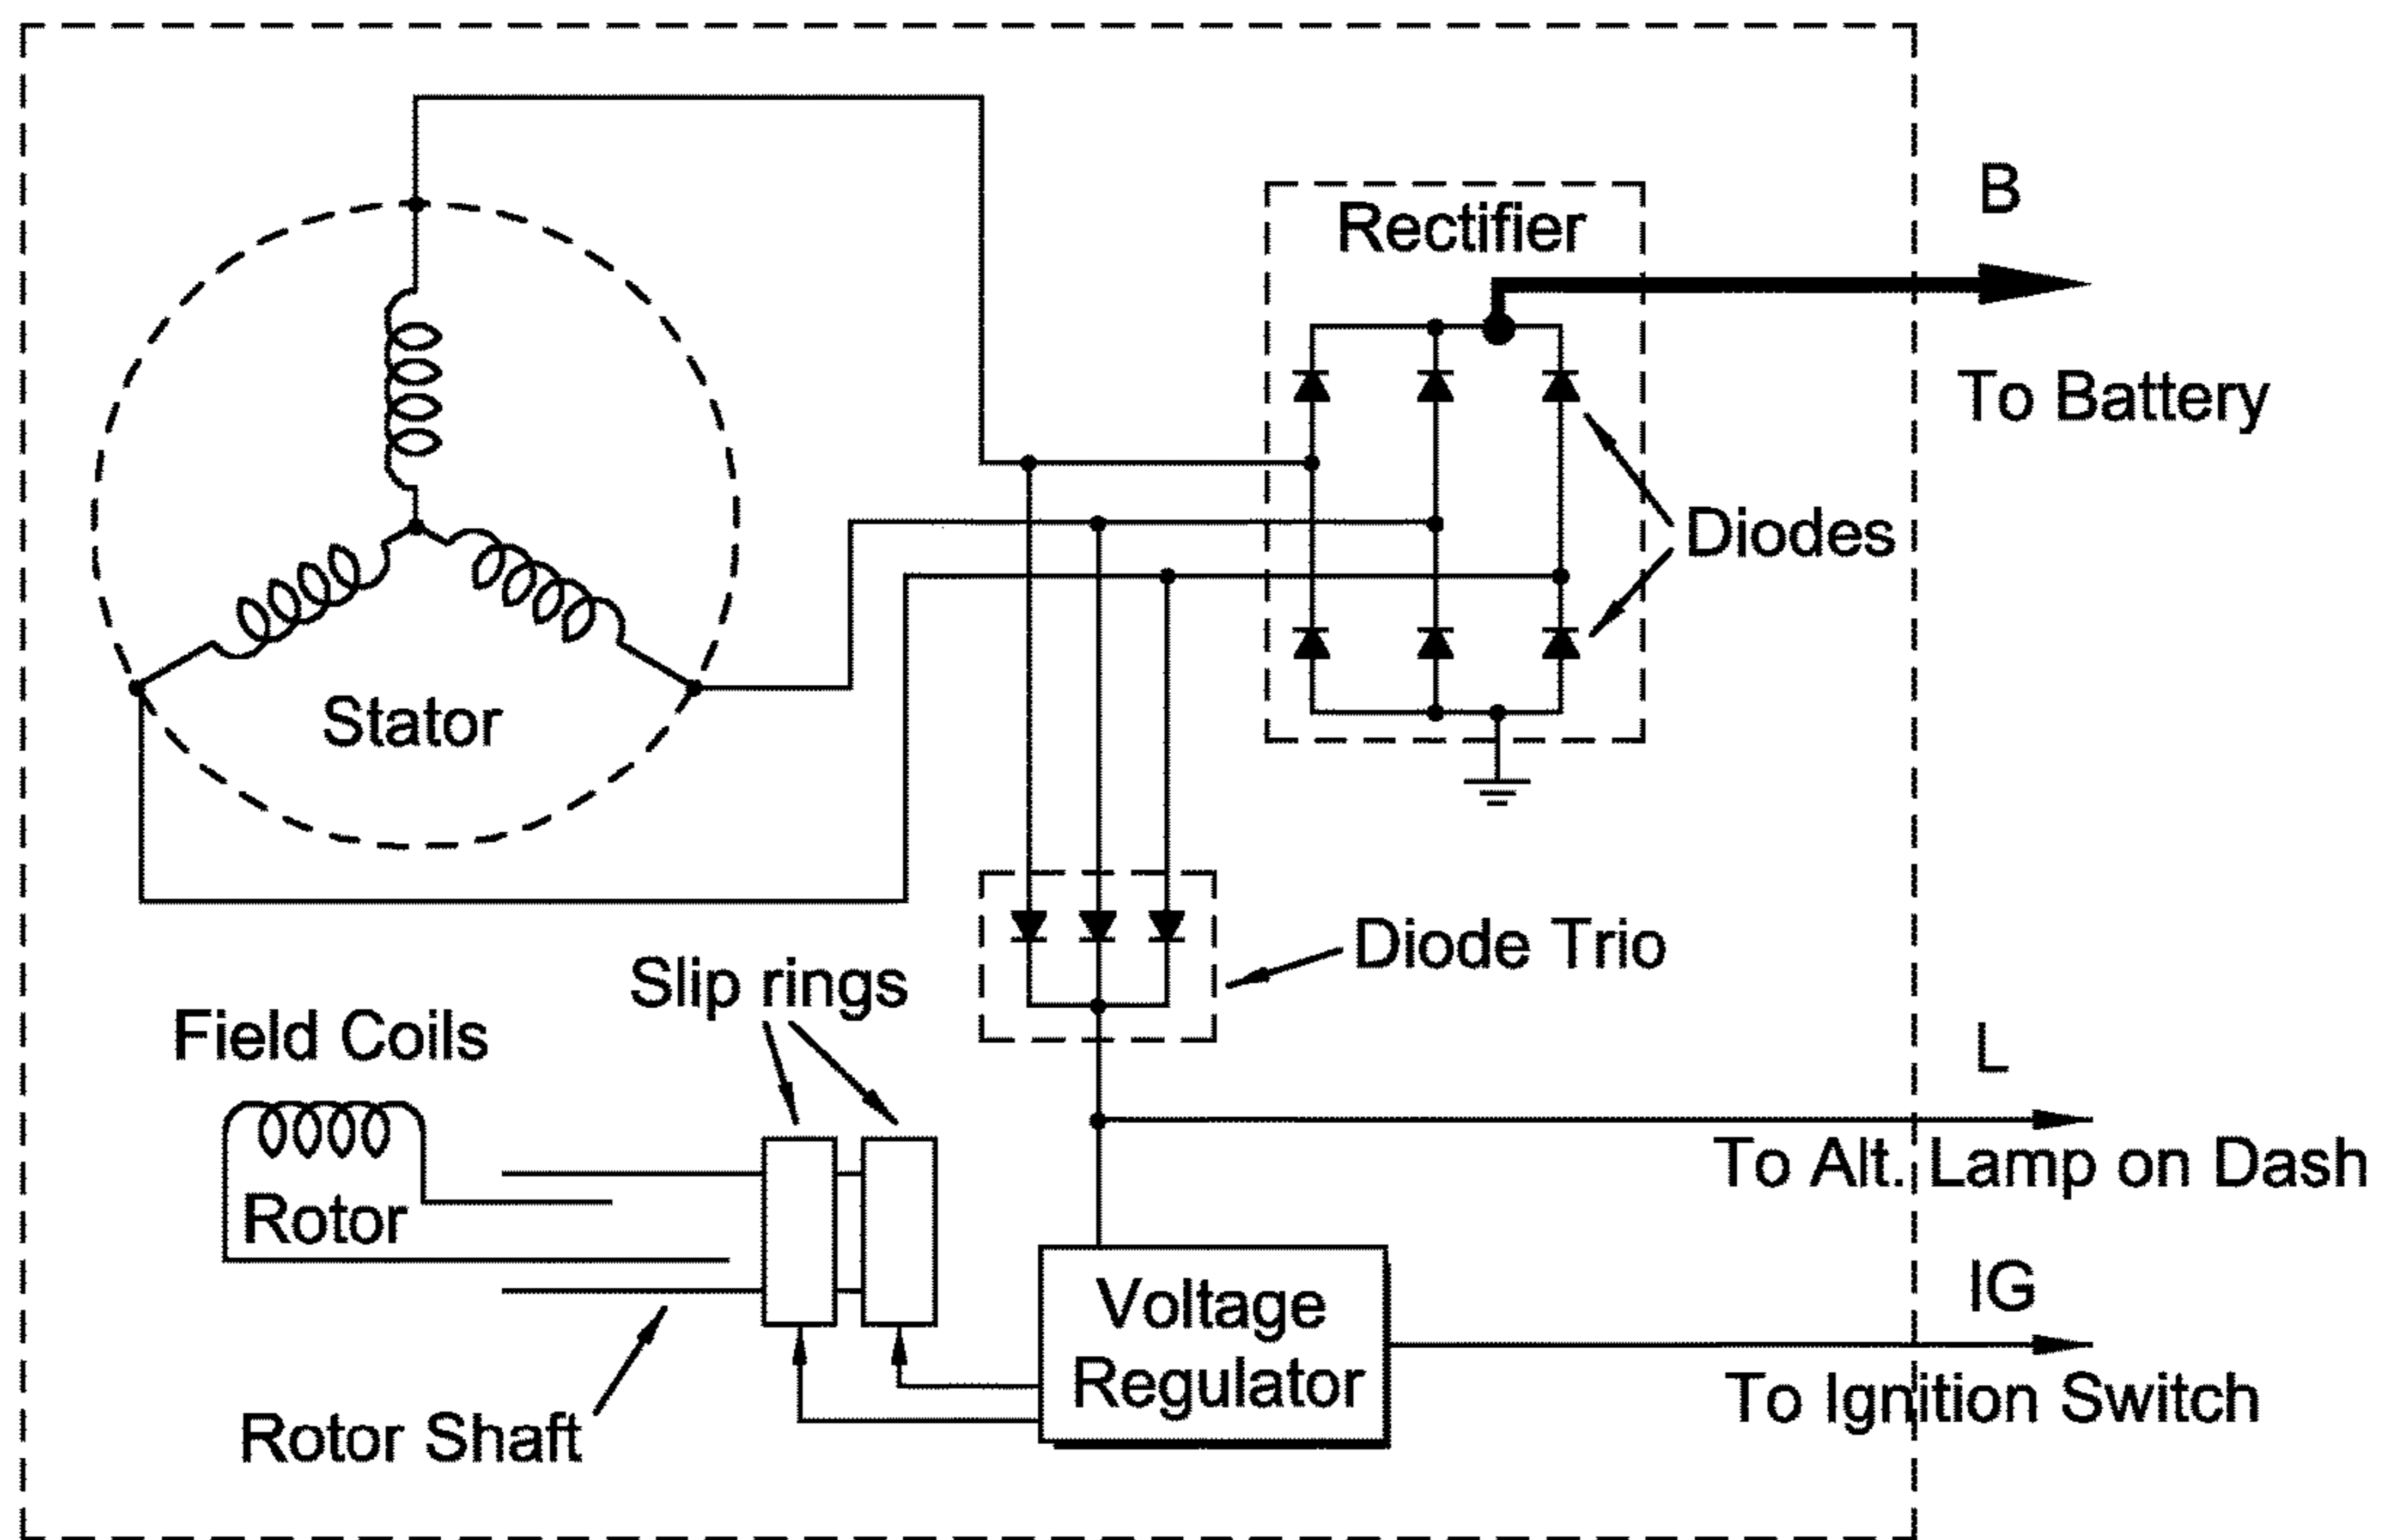 Rectifier
B
To Battery
Diodes
Stator
Diode Trio
Slip rings
Field Coils
L
To Alt. Lamp on Dash
Rotor
IG
Voltage
Regulator
To Ignition Switch
Rotor Shaft